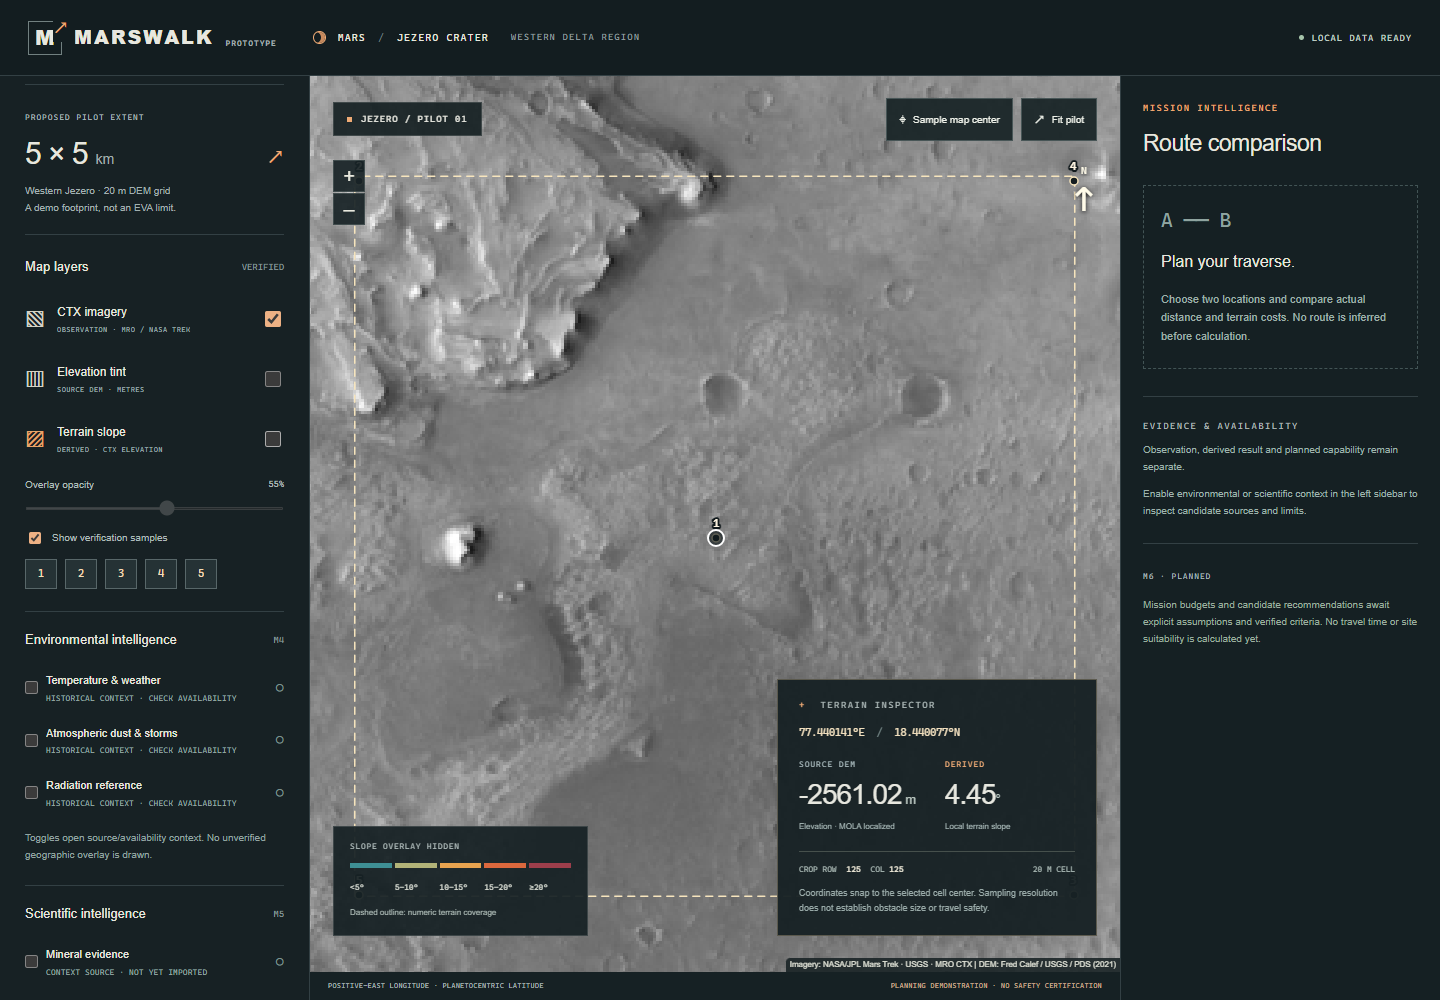 M MARSWALK PROTOTYPE
MARS / JEZERO CRATER WESTERN DELTA REGION
LOCAL DATA READY
PROPOSED PILOT EXTENT
5 × 5 km
Western Jezero · 20 m DEM grid
A demo footprint, not an EVA limit.
Map layers VERIFIED
CTX imagery
OBSERVATION · MRO / NASA TREK
Elevation tint
SOURCE DEM · METRES
Terrain slope
DERIVED · CTX ELEVATION
Overlay opacity 55%
Show verification samples
1 2 3 4 5
Environmental intelligence M4
Temperature & weather
HISTORICAL CONTEXT · CHECK AVAILABILITY
Atmospheric dust & storms
HISTORICAL CONTEXT · CHECK AVAILABILITY
Radiation reference
HISTORICAL CONTEXT · CHECK AVAILABILITY
Toggles open source/availability context. No unverified
geographic overlay is drawn.
Scientific intelligence M5
Mineral evidence
CONTEXT SOURCE · NOT YET IMPORTED
JEZERO / PILOT 01
Sample map center
Fit pilot
+
−
4
N
1
SLOPE OVERLAY HIDDEN
<5° 5–10° 10–15° 15–20° ≥20°
Dashed outline: numeric terrain coverage
+ TERRAIN INSPECTOR
77.440141°E / 18.440077°N
SOURCE DEM DERIVED
-2561.02 m 4.45°
Elevation · MOLA localized Local terrain slope
CROP ROW 125 COL 125 20 M CELL
Coordinates snap to the selected cell center. Sampling resolution
does not establish obstacle size or travel safety.
Imagery: NASA/JPL Mars Trek · USGS · MRO CTX | DEM: Fred Calef / USGS / PDS (2021)
POSITIVE-EAST LONGITUDE · PLANETOCENTRIC LATITUDE
PLANNING DEMONSTRATION · NO SAFETY CERTIFICATION
MISSION INTELLIGENCE
Route comparison
A — B
Plan your traverse.
Choose two locations and compare actual
distance and terrain costs. No route is inferred
before calculation.
EVIDENCE & AVAILABILITY
Observation, derived result and planned capability remain
separate.
Enable environmental or scientific context in the left sidebar to
inspect candidate sources and limits.
M6 · PLANNED
Mission budgets and candidate recommendations await
explicit assumptions and verified criteria. No travel time or site
suitability is calculated yet.